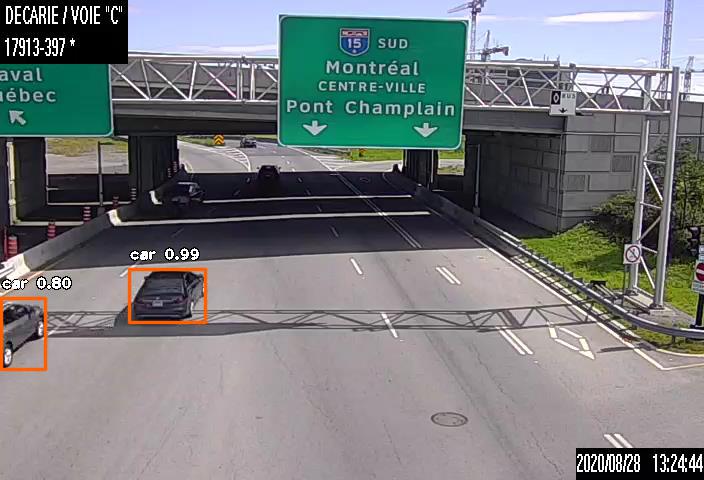 DECARIE / VOIE "C"
17913-397 *
aval
uébec
15 SUD
Montréal
CENTRE-VILLE
Pont Champlain
car 0.99
car 0.80
2020/08/28 13:24:44